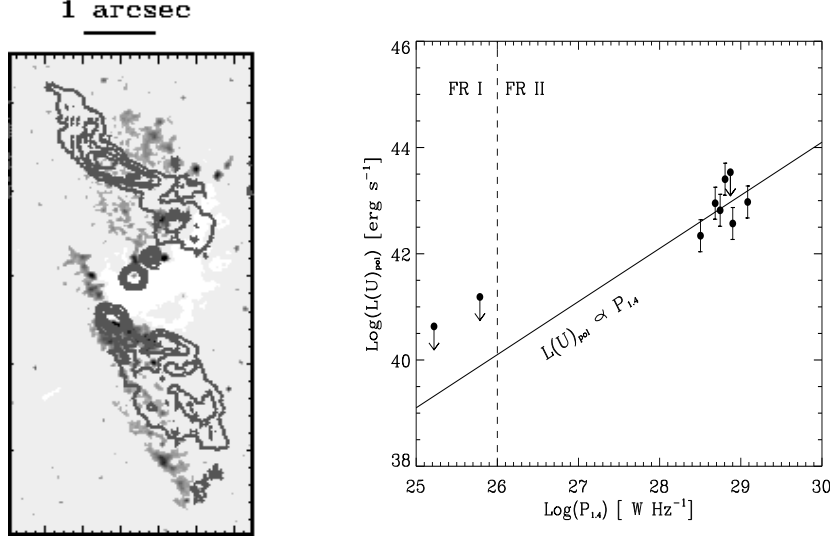 1 arcsec
46
44
42
40
38
25
26
27
28
29
30
FR I
FR II
L(U)pol ∝ P1.4
Log(L(U)pol) [erg s−1]
Log(P1.4) [ W Hz−1]